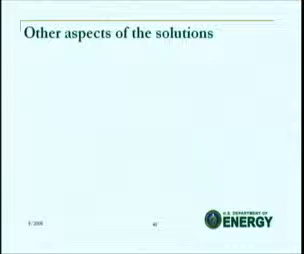 Other aspects of the solutions
U.S. DEPARTMENT OF
ENERGY